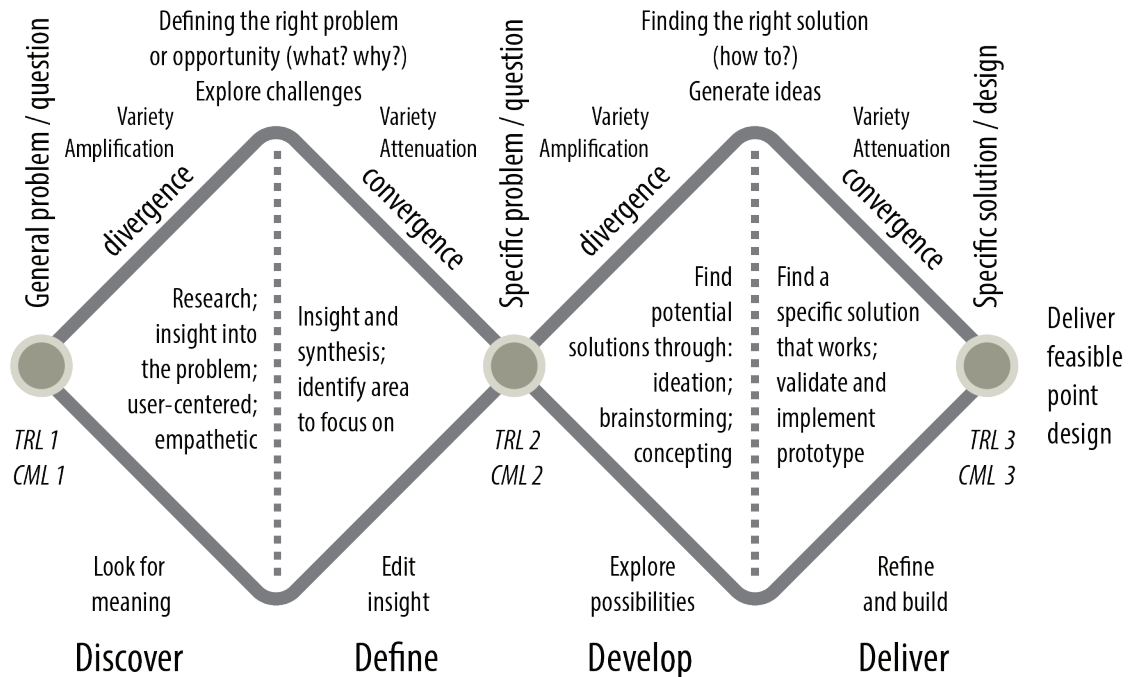 Defining the right problem
or opportunity (what? why?)
Explore challenges
Finding the right solution
(how to?)
Generate ideas
General problem / question
Variety
Amplification
divergence
Variety
Attenuation
convergence
Specific problem / question
Variety
Amplification
divergence
Variety
Attenuation
convergence
Specific solution / design
Research;
insight into
the problem;
user-centered;
empathetic
Insight and
synthesis;
identify area
to focus on
Find
potential
solutions through:
ideation;
brainstorming;
concepting
Find a
specific solution
that works;
validate and
implement
prototype
Deliver
feasible
point
design
TRL 1
CML 1
TRL 2
CML 2
TRL 3
CML 3
Look for
meaning
Edit
insight
Explore
possibilities
Refine
and build
Discover
Define
Develop
Deliver